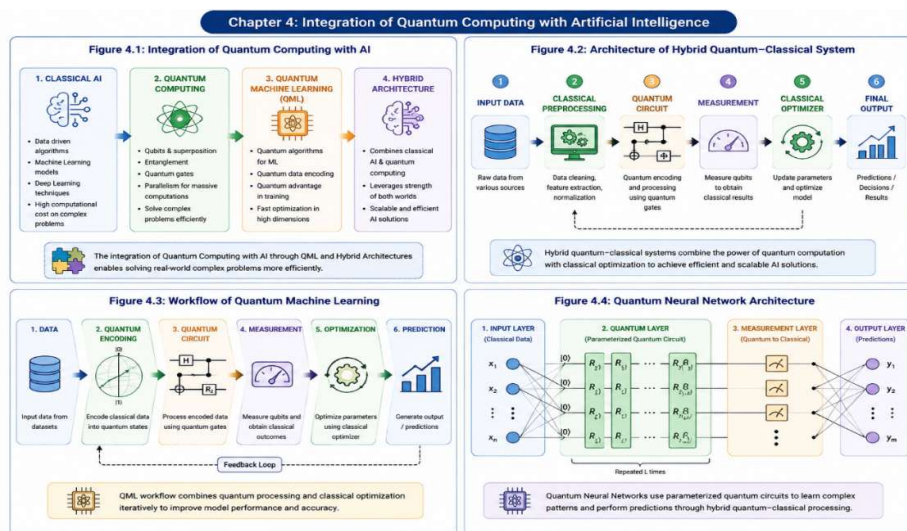 Chapter 4: Integration of Quantum Computing with Artificial Intelligence
Figure 4.1: Integration of Quantum Computing with AI
1. CLASSICAL AI
• Data driven
algorithms
• Machine Learning
models
• Deep Learning
techniques
• High computational
cost on complex
problems
2. QUANTUM
COMPUTING
• Qubits & superposition
• Entanglement
• Quantum gates
• Parallelism for massive
computations
• Solve complex
problems efficiently
3. QUANTUM
MACHINE LEARNING
(QML)
• Quantum algorithms
for ML
• Quantum data encoding
• Quantum advantage
in training
• Fast optimization in
high dimensions
4. HYBRID
ARCHITECTURE
• Combines classical
AI & quantum
computing
• Leverages strength
of both worlds
• Scalable and efficient
AI solutions
The integration of Quantum Computing with AI through QML and Hybrid Architectures
enables solving real-world complex problems more efficiently.
Figure 4.2: Architecture of Hybrid Quantum–Classical System
1
INPUT DATA
Raw data from
various sources
2
CLASSICAL
PREPROCESSING
Data cleaning,
feature extraction,
normalization
3
QUANTUM
CIRCUIT
H
Quantum encoding
and processing
using quantum
gates
4
MEASUREMENT
Measure qubits to
obtain classical
results
5
CLASSICAL
OPTIMIZER
Update parameters
and optimize
model
6
FINAL
OUTPUT
Predictions /
Decisions /
Results
Hybrid quantum–classical systems combine the power of quantum computation
with classical optimization to achieve efficient and scalable AI solutions.
Figure 4.3: Workflow of Quantum Machine Learning
1. DATA
Input data from
datasets
2. QUANTUM
ENCODING
|0⟩
|1⟩
Encode classical data
into quantum states
3. QUANTUM
CIRCUIT
H
Process encoded data
using quantum gates
4. MEASUREMENT
Measure qubits and
obtain classical
outcomes
5. OPTIMIZATION
Optimize parameters
using classical
optimizer
6. PREDICTION
Generate output
/ predictions
Feedback Loop
QML workflow combines quantum processing and classical optimization
iteratively to improve model performance and accuracy.
Figure 4.4: Quantum Neural Network Architecture
1. INPUT LAYER
(Classical Data)
x1
x2
xn
2. QUANTUM LAYER
(Parameterized Quantum Circuit)
|0⟩
|0⟩
|0⟩
|0⟩
Repeated L times
3. MEASUREMENT LAYER
(Quantum to Classical)
4. OUTPUT LAYER
(Predictions)
y1
y2
ym
Quantum Neural Networks use parameterized quantum circuits to learn complex
patterns and perform predictions through hybrid quantum–classical processing.